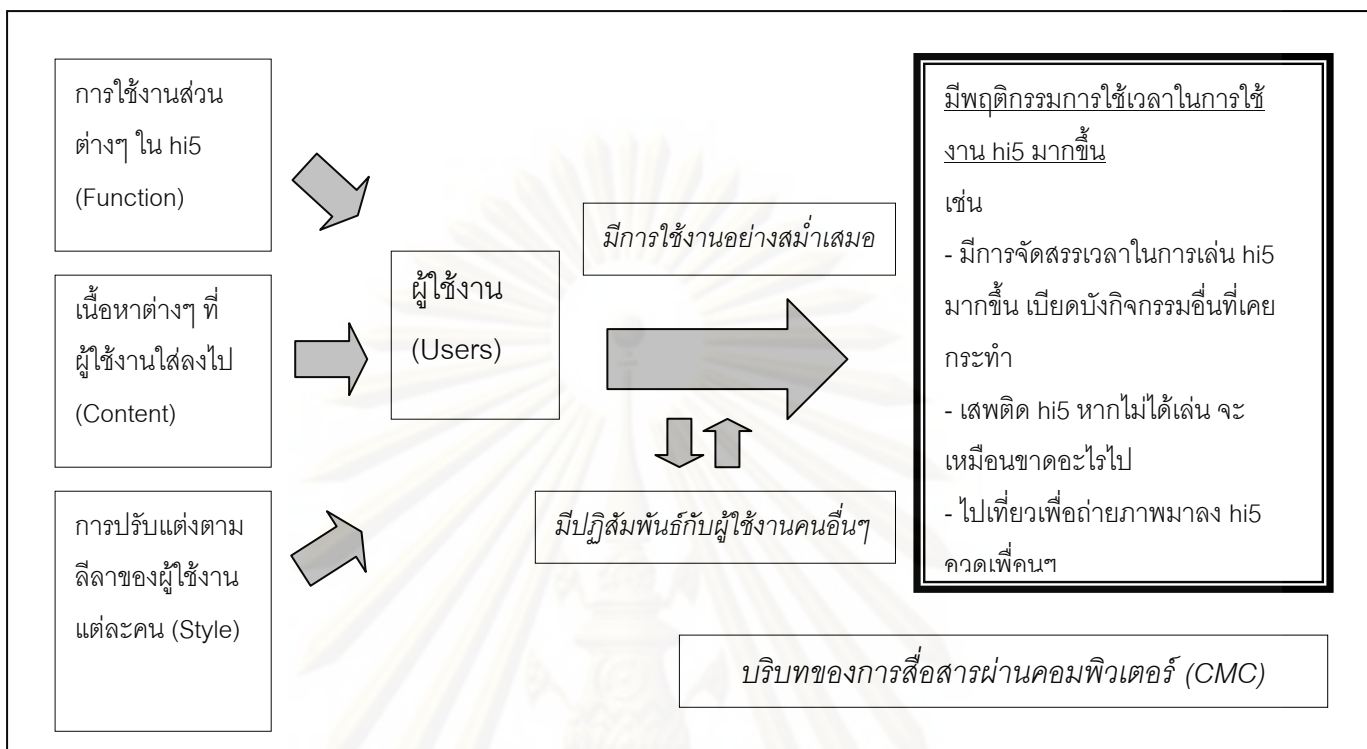 การใช้งานส่วน
ต่างๆ ใน hi5
(Function)
เนื้อหาต่างๆ ที่
ผู้ใช้งานใส่ลงไป
(Content)
การปรับแต่งตาม
ลีลาของผู้ใช้งาน
แต่ละคน (Style)
ผู้ใช้งาน
(Users)
มีการใช้งานอย่างสม่ำเสมอ
มีปฏิสัมพันธ์กับผู้ใช้งานคนอื่นๆ
มีพฤติกรรมการใช้เวลาในการใช้
งาน hi5 มากขึ้น
เช่น
- มีการจัดสรรเวลาในการเล่น hi5
มากขึ้น เบียดบังกิจกรรมอื่นที่เคย
กระทำ
- เสพติด hi5 หากไม่ได้เล่น จะ
เหมือนขาดอะไรไป
- ไปเที่ยวเพื่อถ่ายภาพมาลง hi5
อวดเพื่อนๆ
บริบทของการสื่อสารผ่านคอมพิวเตอร์ (CMC)